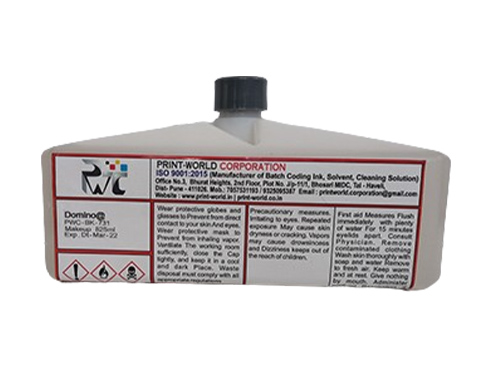 PWC
PRINT-WORLD CORPORATION
ISO 9001:2015 (Manufacturer of Batch Coding Ink, Solvent, Cleaning Solution)
Office No.3, Bhurat Heights, 2nd Floor, Plot No. J/p-11/1, Bhosari MIDC, Tal - Haveli,
Dist- Pune - 411026. Mob.: 7057531193 / 9325095387 Email : printworld.corporation@gmail.com
Website : print-world.in | print-world.co.in
Domino@
PWC-BK-731
Makeup 825ml
Exp. Dt-Mar-22
Wear protective globes and
glasses to Prevent from direct
contact to your Skin And eyes.
Wear protective mask to
Prevent from inhaling vapor.
Ventilate The working area
sufficiently, close the Cap
tightly, and keep it in a cool
and dark Place. Waste
disposal must comply with all
appropriate regulations
Precautionary measures.
irritating to eyes. Repeated
exposure May cause skin
dryness or cracking. Vapors
may cause drowsiness
and Dizziness keeps out of
the reach of children.
First aid Measures Flush
immediately with plenty
of water For 15 minutes
eyelids apart. Consult
Physician. Remove
contaminated clothing
Wash skin thoroughly with
soap and water Remove
to fresh air. Keep worm
and at rest. Give nothing
by mouth. Administer